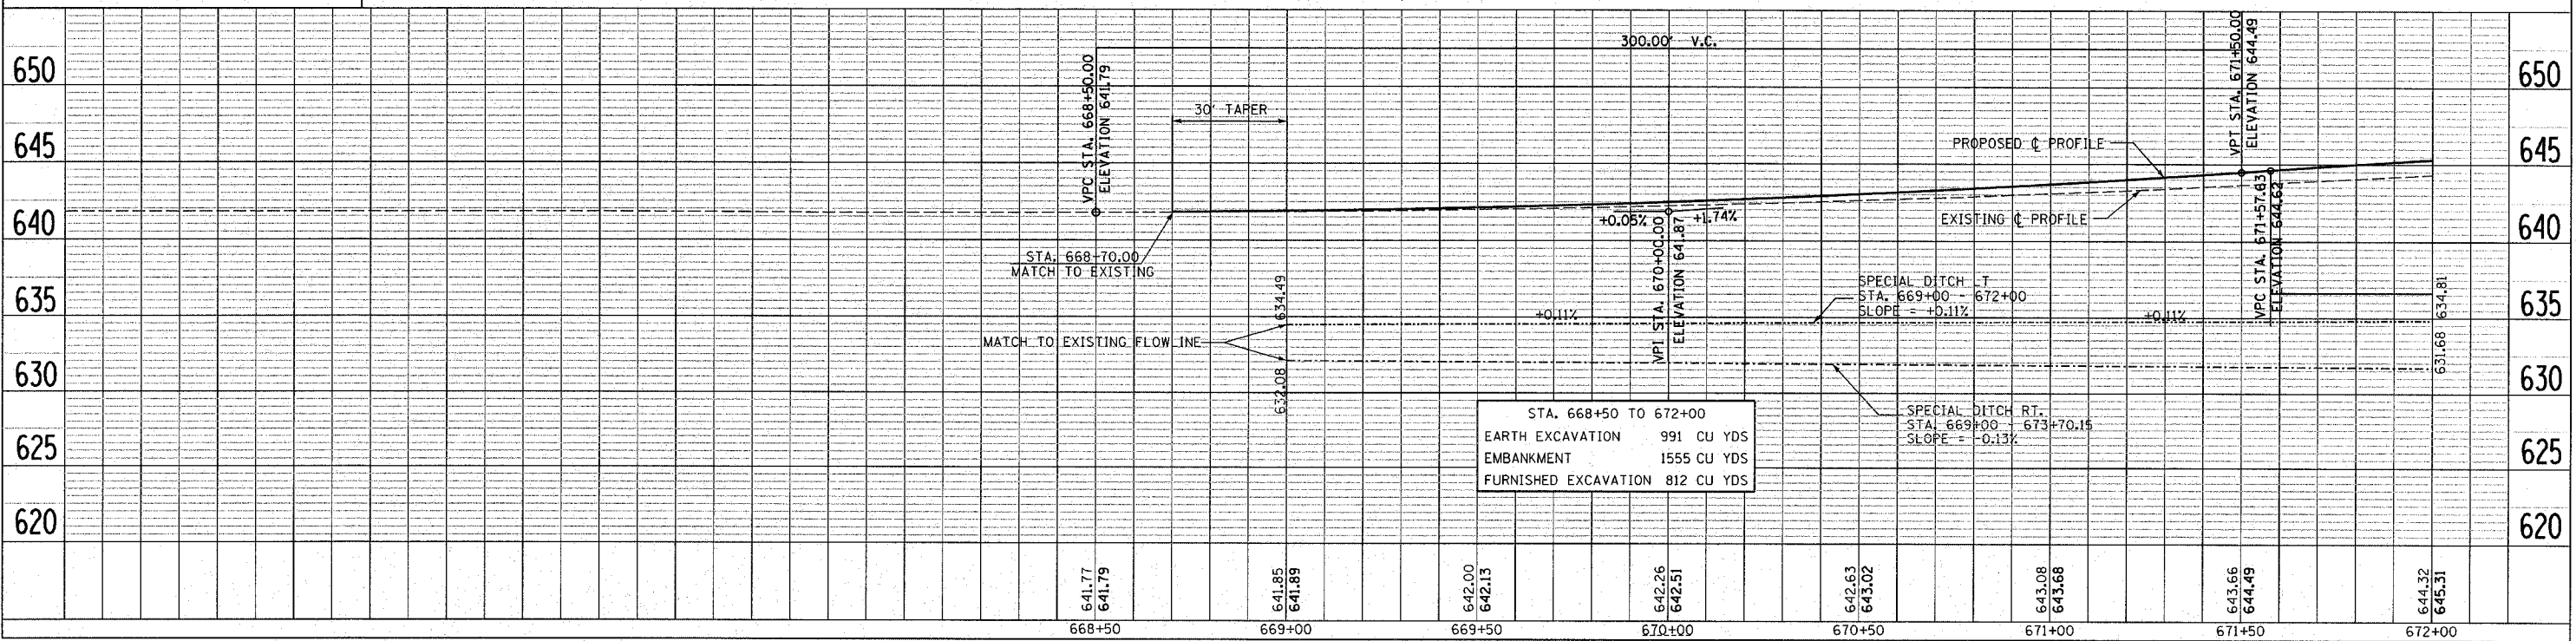 650
645
640
635
630
625
620
VPC STA. 668+50.00
ELEVATION 641.79
30' TAPER
300.00' V.C.
VPT STA. 671+50.00
ELEVATION 644.49
PROPOSED ℄ PROFILE
EXISTING ℄ PROFILE
+0.05%
+1.74%
VPI STA. 670+00.00
ELEVATION 641.87
VPC STA. 671+57.63
ELEVATION 644.62
STA. 668+70.00
MATCH TO EXISTING
634.49
632.08
MATCH TO EXISTING FLOW LINE
+0.11%
SPECIAL DITCH LT
STA. 669+00 - 672+00
SLOPE = +0.11%
+0.11%
634.81
631.68
SPECIAL DITCH RT.
STA. 669+00 - 673+70.15
SLOPE = -0.13%
STA. 668+50 TO 672+00
EARTH EXCAVATION 991 CU YDS
EMBANKMENT 1555 CU YDS
FURNISHED EXCAVATION 812 CU YDS
650
645
640
635
630
625
620
641.77
641.79
641.85
641.89
642.00
642.13
642.26
642.51
642.63
643.02
643.08
643.68
643.66
644.49
644.32
645.31
668+50
669+00
669+50
670+00
670+50
671+00
671+50
672+00